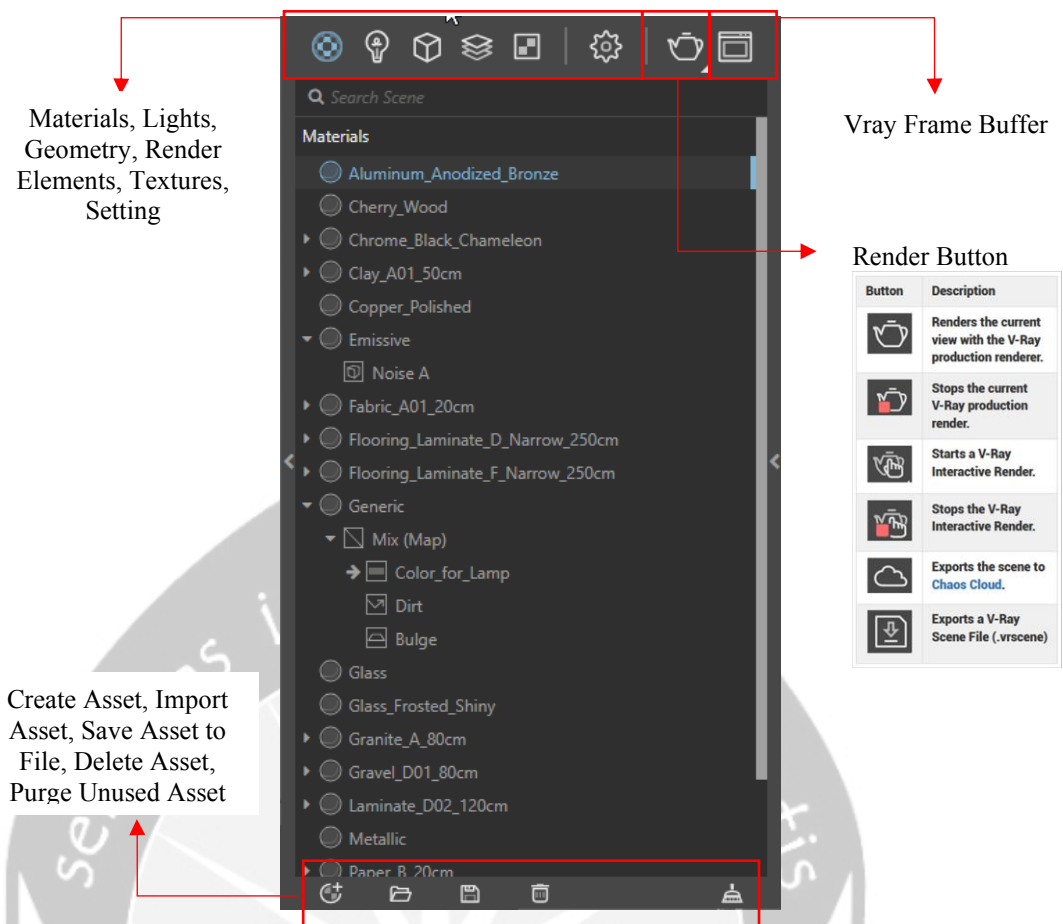 Materials, Lights,
Geometry, Render
Elements, Textures,
Setting
Search Scene
Materials
Aluminum_Anodized_Bronze
Cherry_Wood
Chrome_Black_Chameleon
Clay_A01_50cm
Copper_Polished
Emissive
Noise A
Fabric_A01_20cm
Flooring_Laminate_D_Narrow_250cm
Flooring_Laminate_F_Narrow_250cm
Generic
Mix (Map)
Color_for_Lamp
Dirt
Bulge
Glass
Glass_Frosted_Shiny
Granite_A_80cm
Gravel_D01_80cm
Laminate_D02_120cm
Metallic
Paper_B_20cm
Vray Frame Buffer
Render Button
Button Description
Renders the current
view with the V-Ray
production renderer.
Stops the current
V-Ray production
render.
Starts a V-Ray
Interactive Render.
Stops the V-Ray
Interactive Render.
Exports the scene to
Chaos Cloud.
Exports a V-Ray
Scene File (.vrscene)
Create Asset, Import
Asset, Save Asset to
File, Delete Asset,
Purge Unused Asset